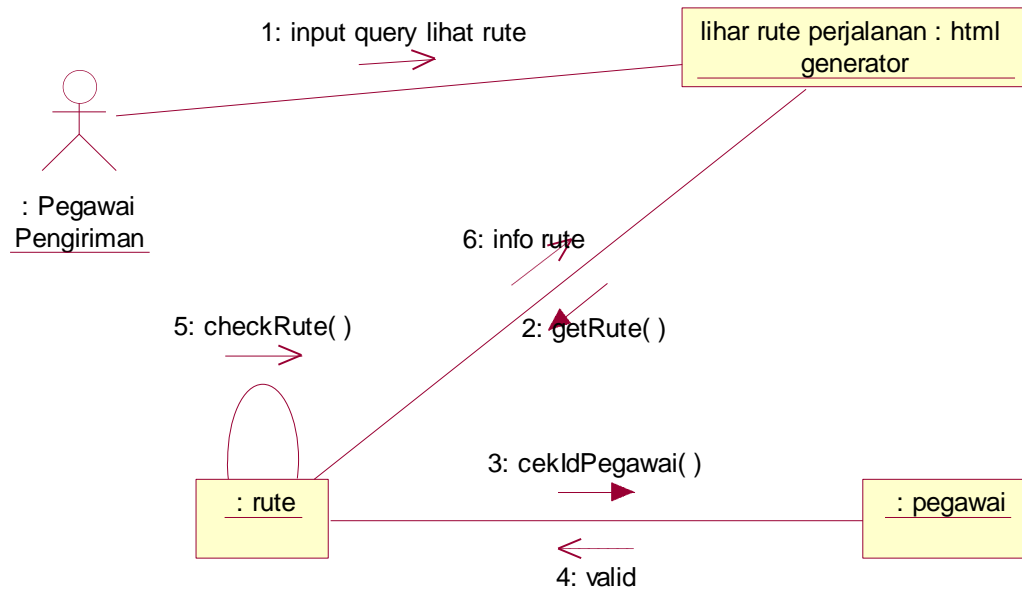 1: input query lihat rute
lihar rute perjalanan : html
generator
: Pegawai
Pengiriman
6: info rute
2: getRute( )
5: checkRute( )
3: cekIdPegawai( )
: rute
: pegawai
4: valid